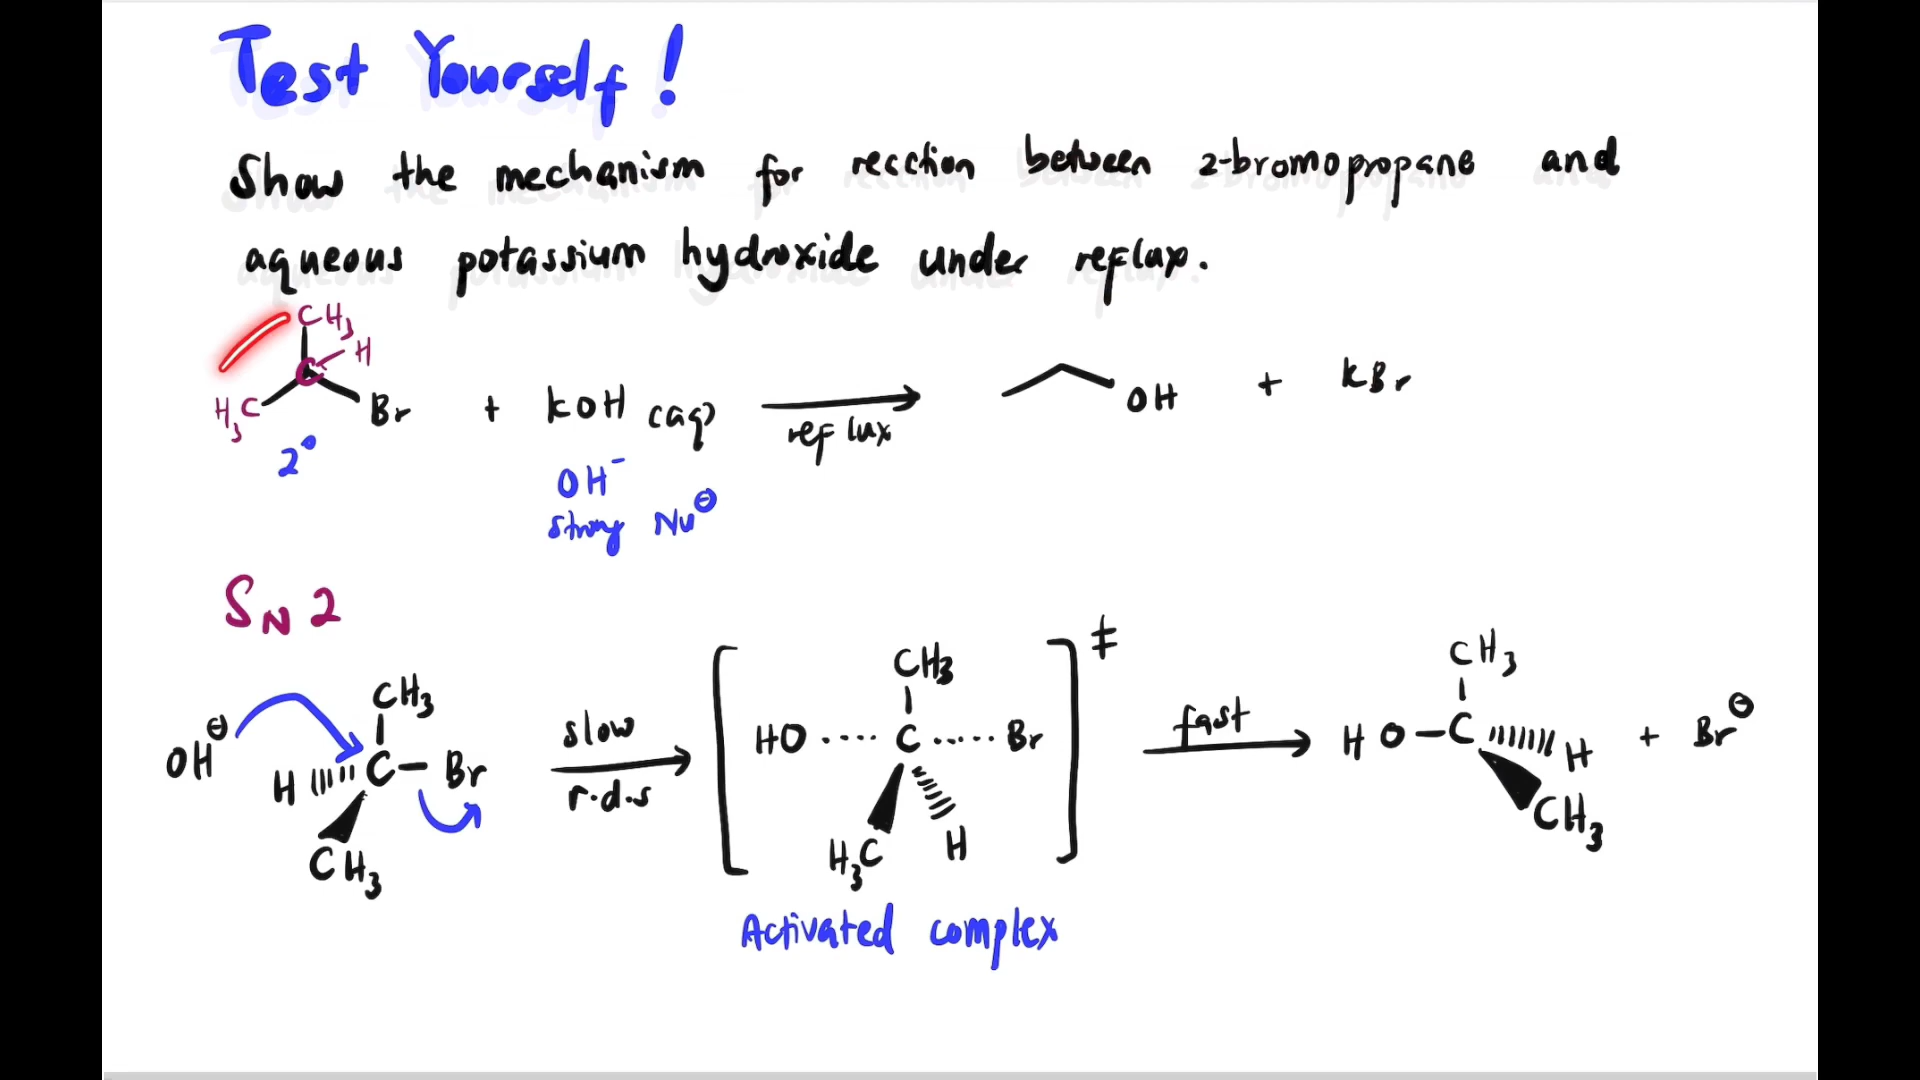 Test Yourself!
Show the mechanism for reaction between 2-bromopropane and
aqueous potassium hydroxide under reflux.
CH3
H
C
H3C
Br + KOH (aq) reflux OH + KBr
2°
OH⁻
strong Nu⊖
SN2
OH⊖ CH3 H C Br CH3
slow
r.d.s
[ CH3 HO ···· C ···· Br H3C H ] ‡
fast
CH3 HO–C H CH3 + Br⊖
Activated complex